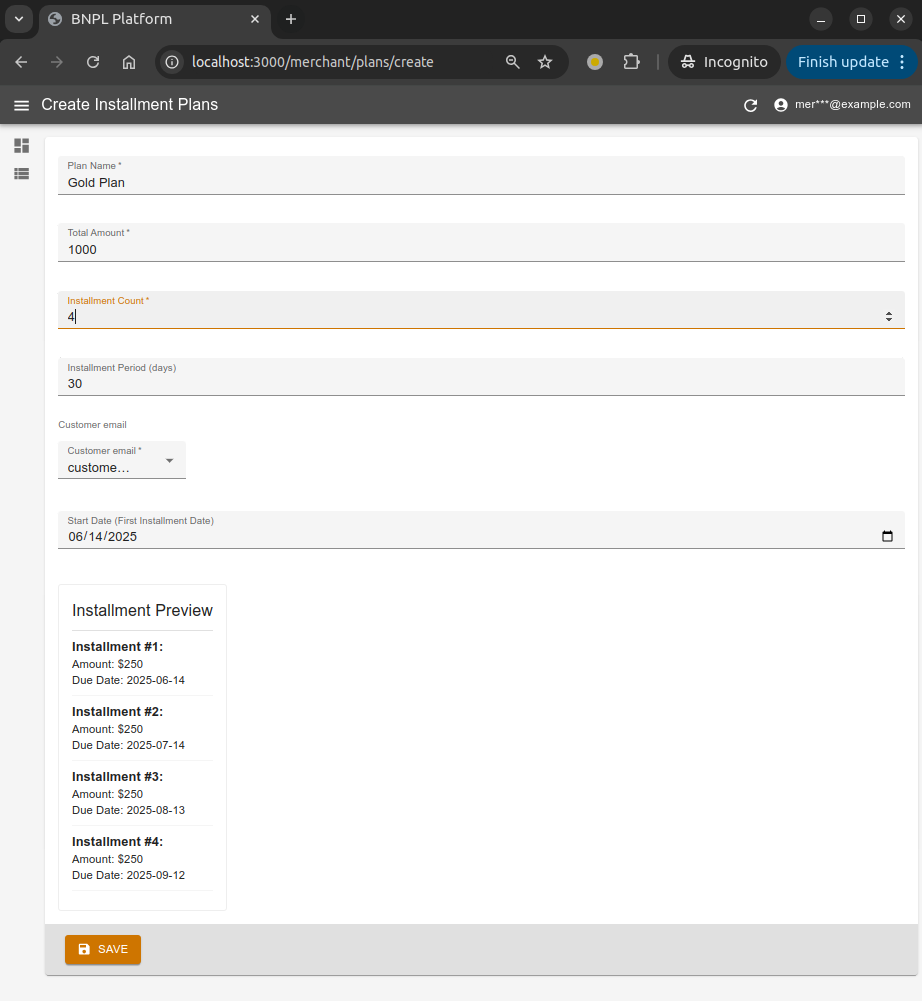 BNPL Platform
localhost:3000/merchant/plans/create
Incognito
Finish update
Create Installment Plans
mer***@example.com
Plan Name *
Gold Plan
Total Amount *
1000
Installment Count *
4
Installment Period (days)
30
Customer email
Customer email *
custome…
Start Date (First Installment Date)
06/14/2025
Installment Preview
Installment #1:
Amount: $250
Due Date: 2025-06-14
Installment #2:
Amount: $250
Due Date: 2025-07-14
Installment #3:
Amount: $250
Due Date: 2025-08-13
Installment #4:
Amount: $250
Due Date: 2025-09-12
SAVE